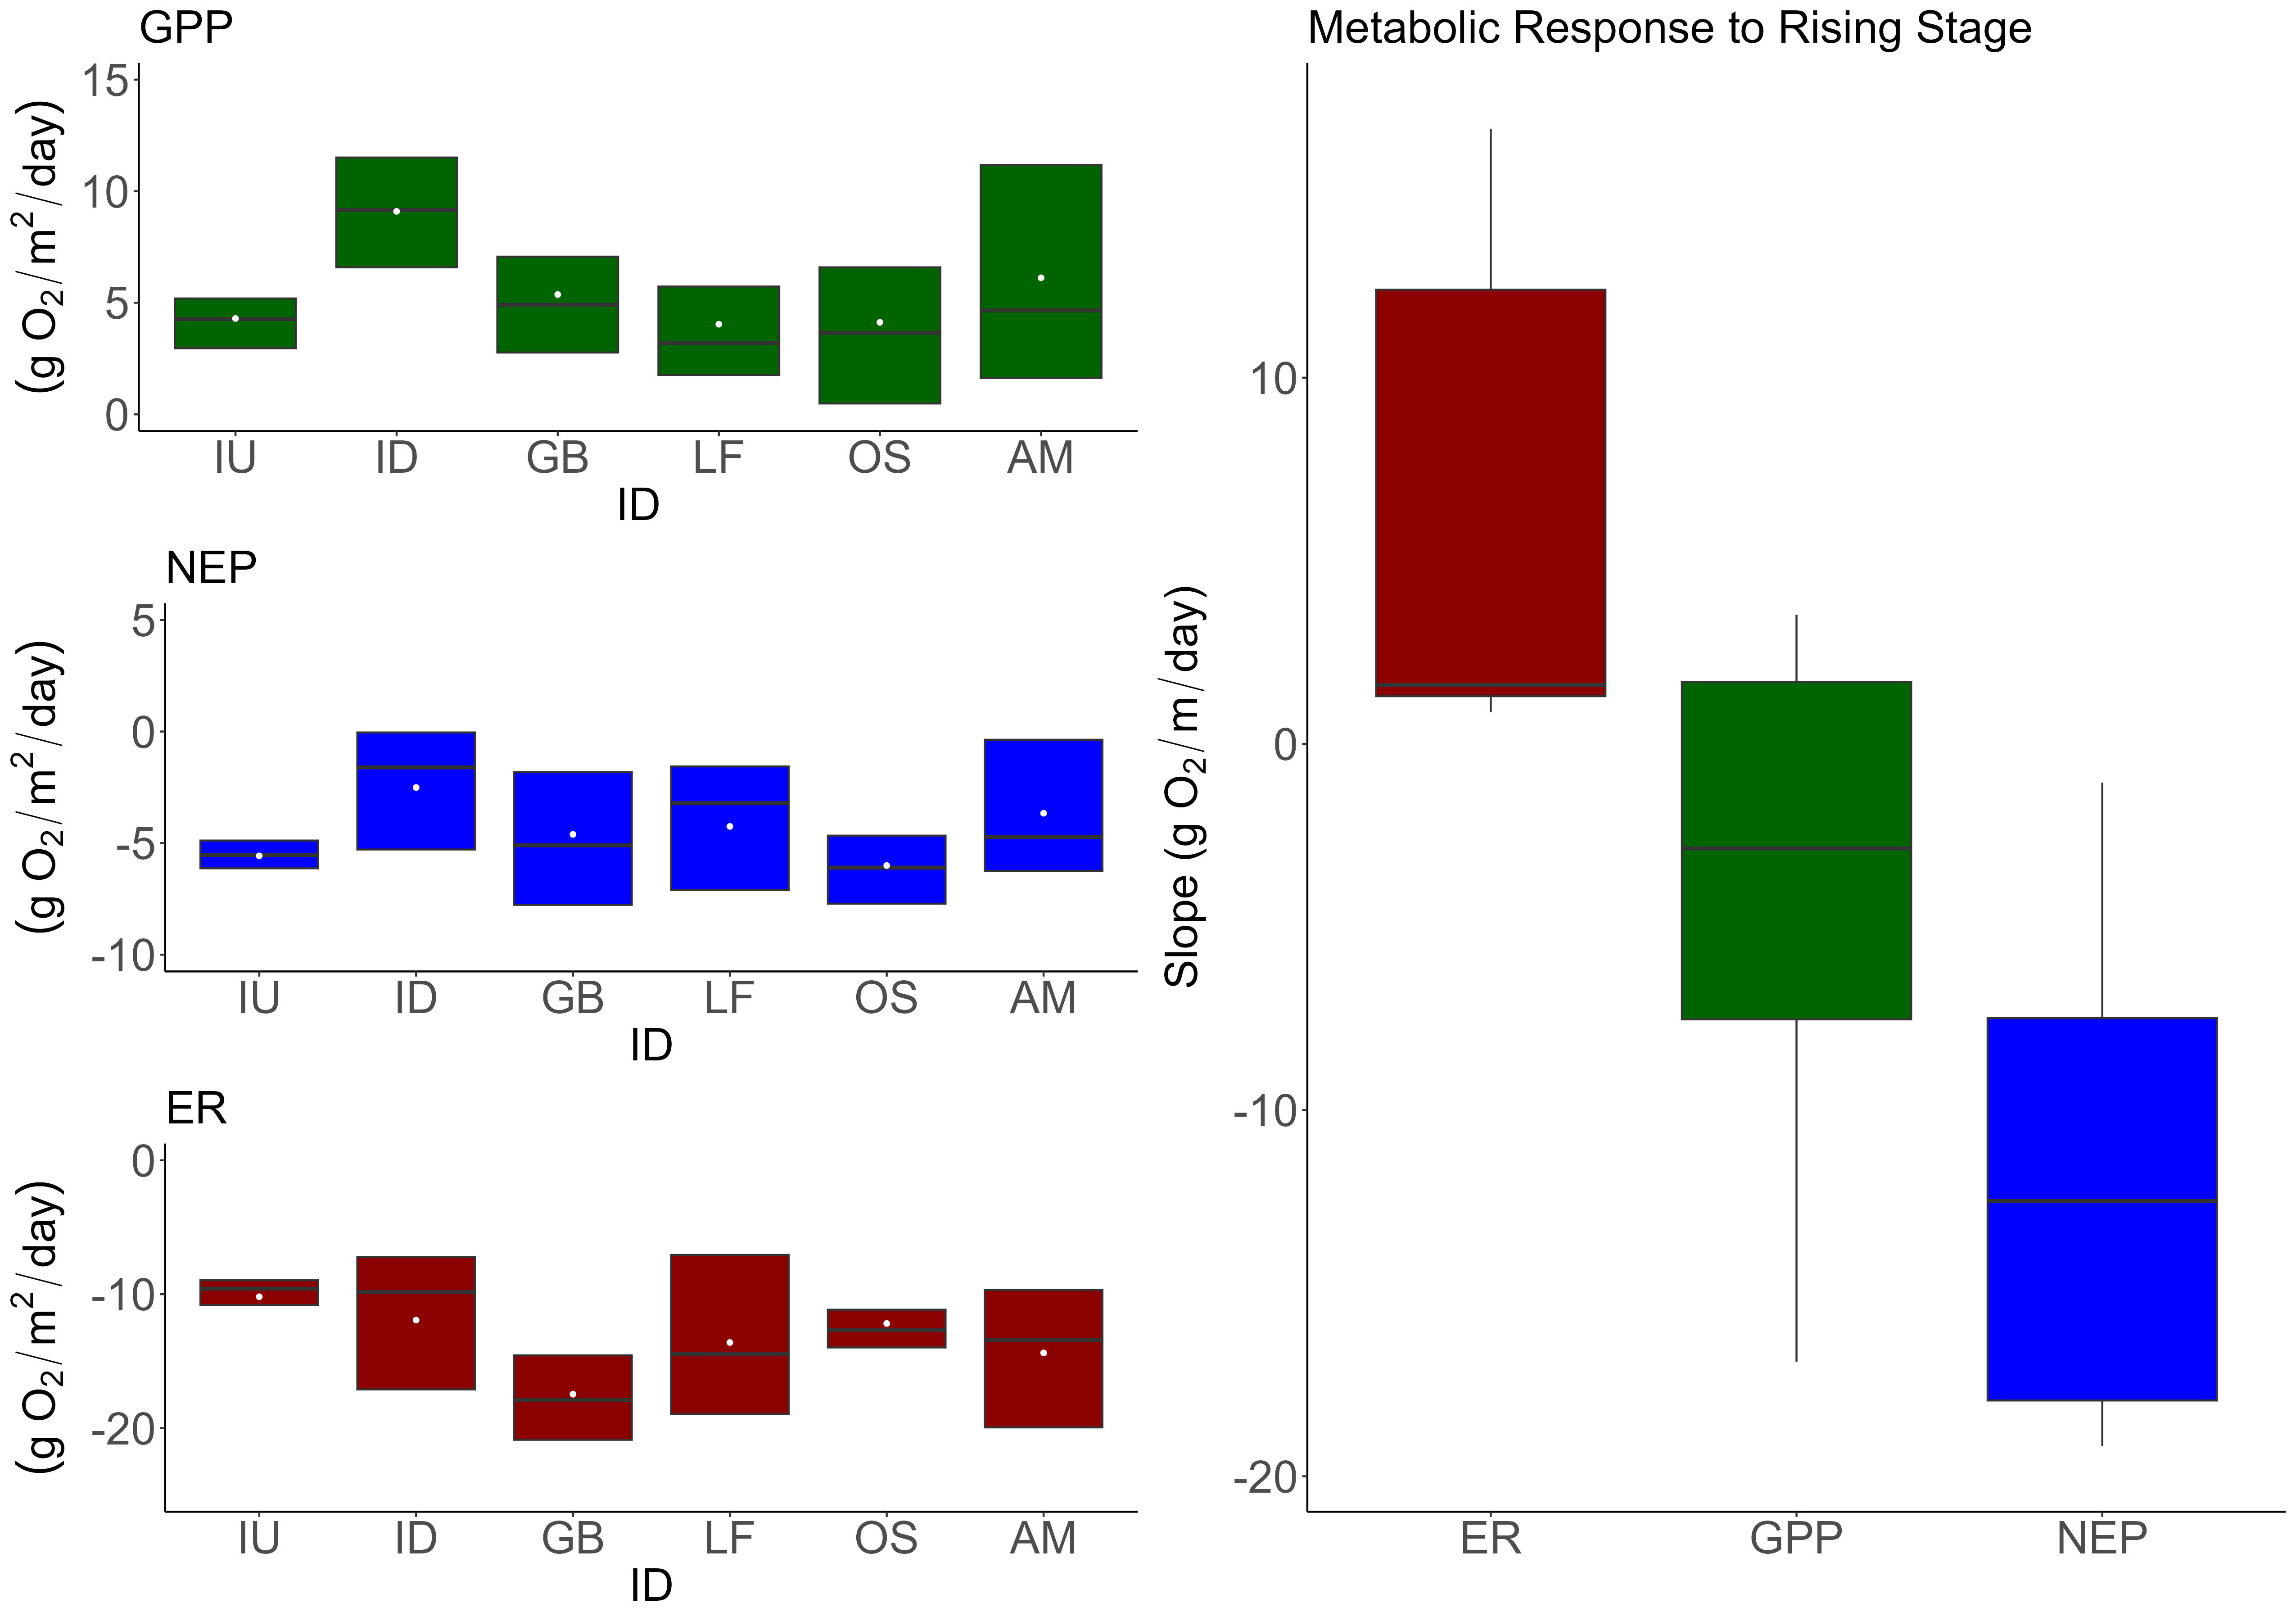 GPP
(g O₂/m²/day)
15
10
5
0
IU ID GB LF OS AM
ID
NEP
(g O₂/m²/day)
5
0
-5
-10
IU ID GB LF OS AM
ID
ER
(g O₂/m²/day)
0
-10
-20
IU ID GB LF OS AM
ID
Metabolic Response to Rising Stage
Slope (g O₂/m/day)
10
0
-10
-20
ER GPP NEP